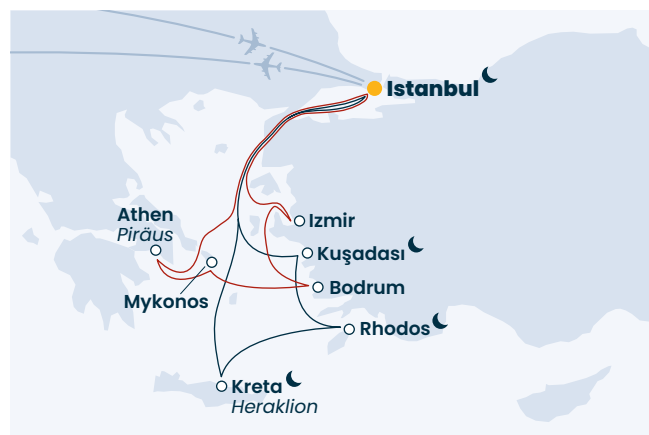 Istanbul
Athen
Piräus
Izmir
Kuşadası
Mykonos
Bodrum
Rhodos
Kreta
Heraklion